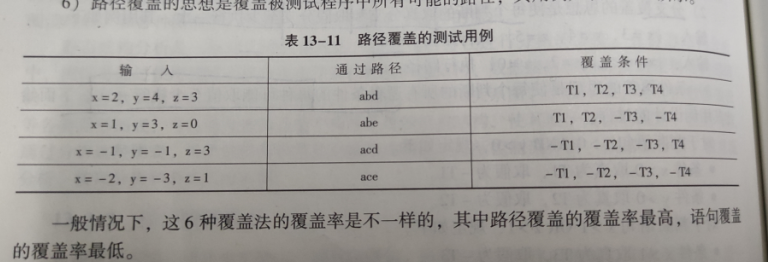 6）路径覆盖的思想是覆盖被测试程序中所有可能的路径，
表 13-11 路径覆盖的测试用例
输 入 通过路径 覆盖条件
x=2，y=4，z=3 abd T1，T2，T3，T4
x=1，y=3，z=0 abe T1，T2，-T3，-T4
x=-1，y=-1，z=3 acd -T1，-T2，-T3，T4
x=-2，y=-3，z=1 ace -T1，-T2，-T3，-T4
一般情况下，这 6 种覆盖法的覆盖率是不一样的，其中路径覆盖的覆盖率最高，语句覆盖
的覆盖率最低。